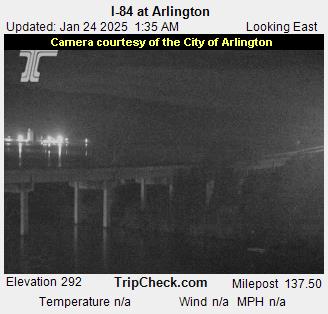 I-84 at Arlington
Updated: Jan 24 2025 1:35 AM Looking East
Camera courtesy of the City of Arlington
Elevation 292 TripCheck.com Milepost 137.50
Temperature n/a Wind n/a MPH n/a